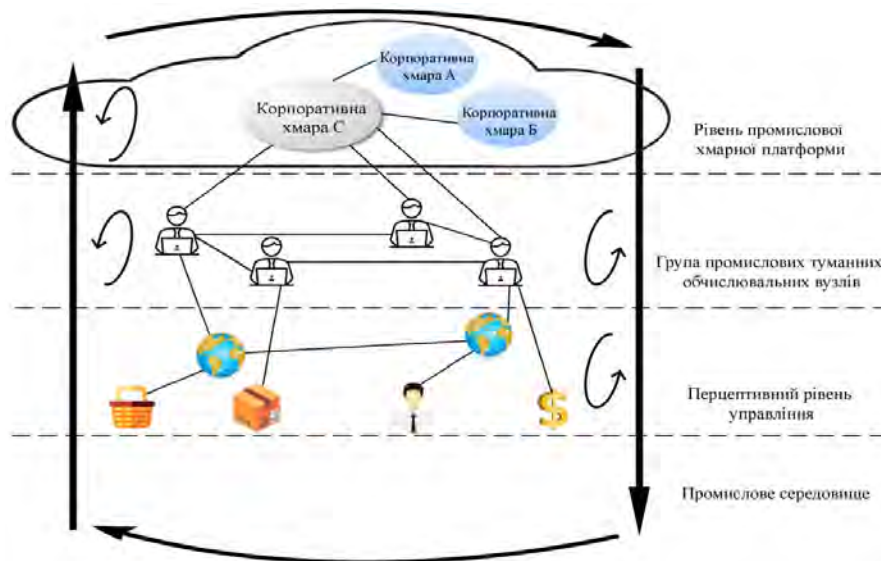 Корпоративна
хмара А
Корпоративна
хмара С
Корпоративна
хмара Б
Рівень промислової
хмарної платформи
Група промислових туманних
обчислювальних вузлів
Перцептивний рівень
управління
Промислове середовище